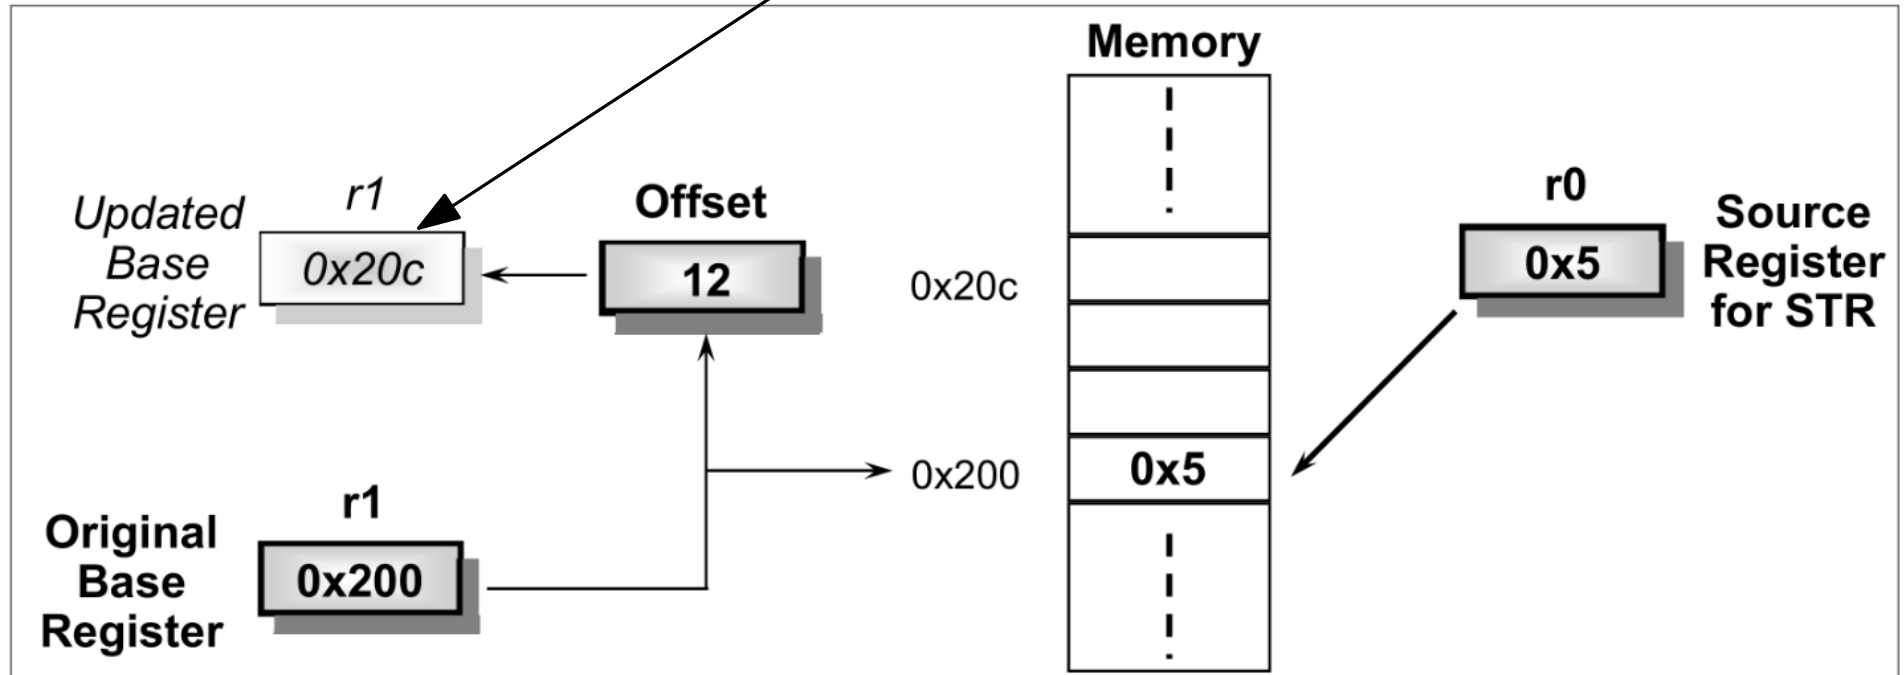 Memory
r1
Updated
Base
Register
0x20c
Offset
12
0x20c
r0
0x5
Source
Register
for STR
0x200
0x5
r1
Original
Base
Register
0x200